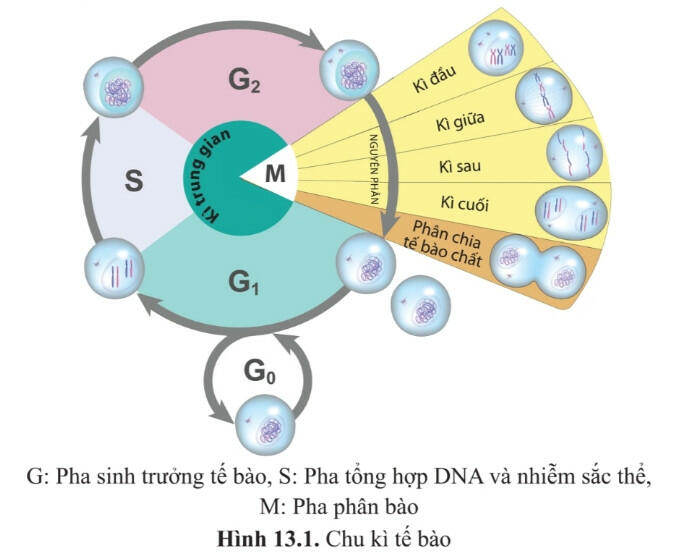 G₂
Kì đầu
Kì giữa
NGUYÊN PHÂN
Kì trung gian
S
M
Kì sau
Kì cuối
Phân chia
tế bào chất
G₁
G₀
G: Pha sinh trưởng tế bào, S: Pha tổng hợp DNA và nhiễm sắc thể,
M: Pha phân bào
Hình 13.1. Chu kì tế bào